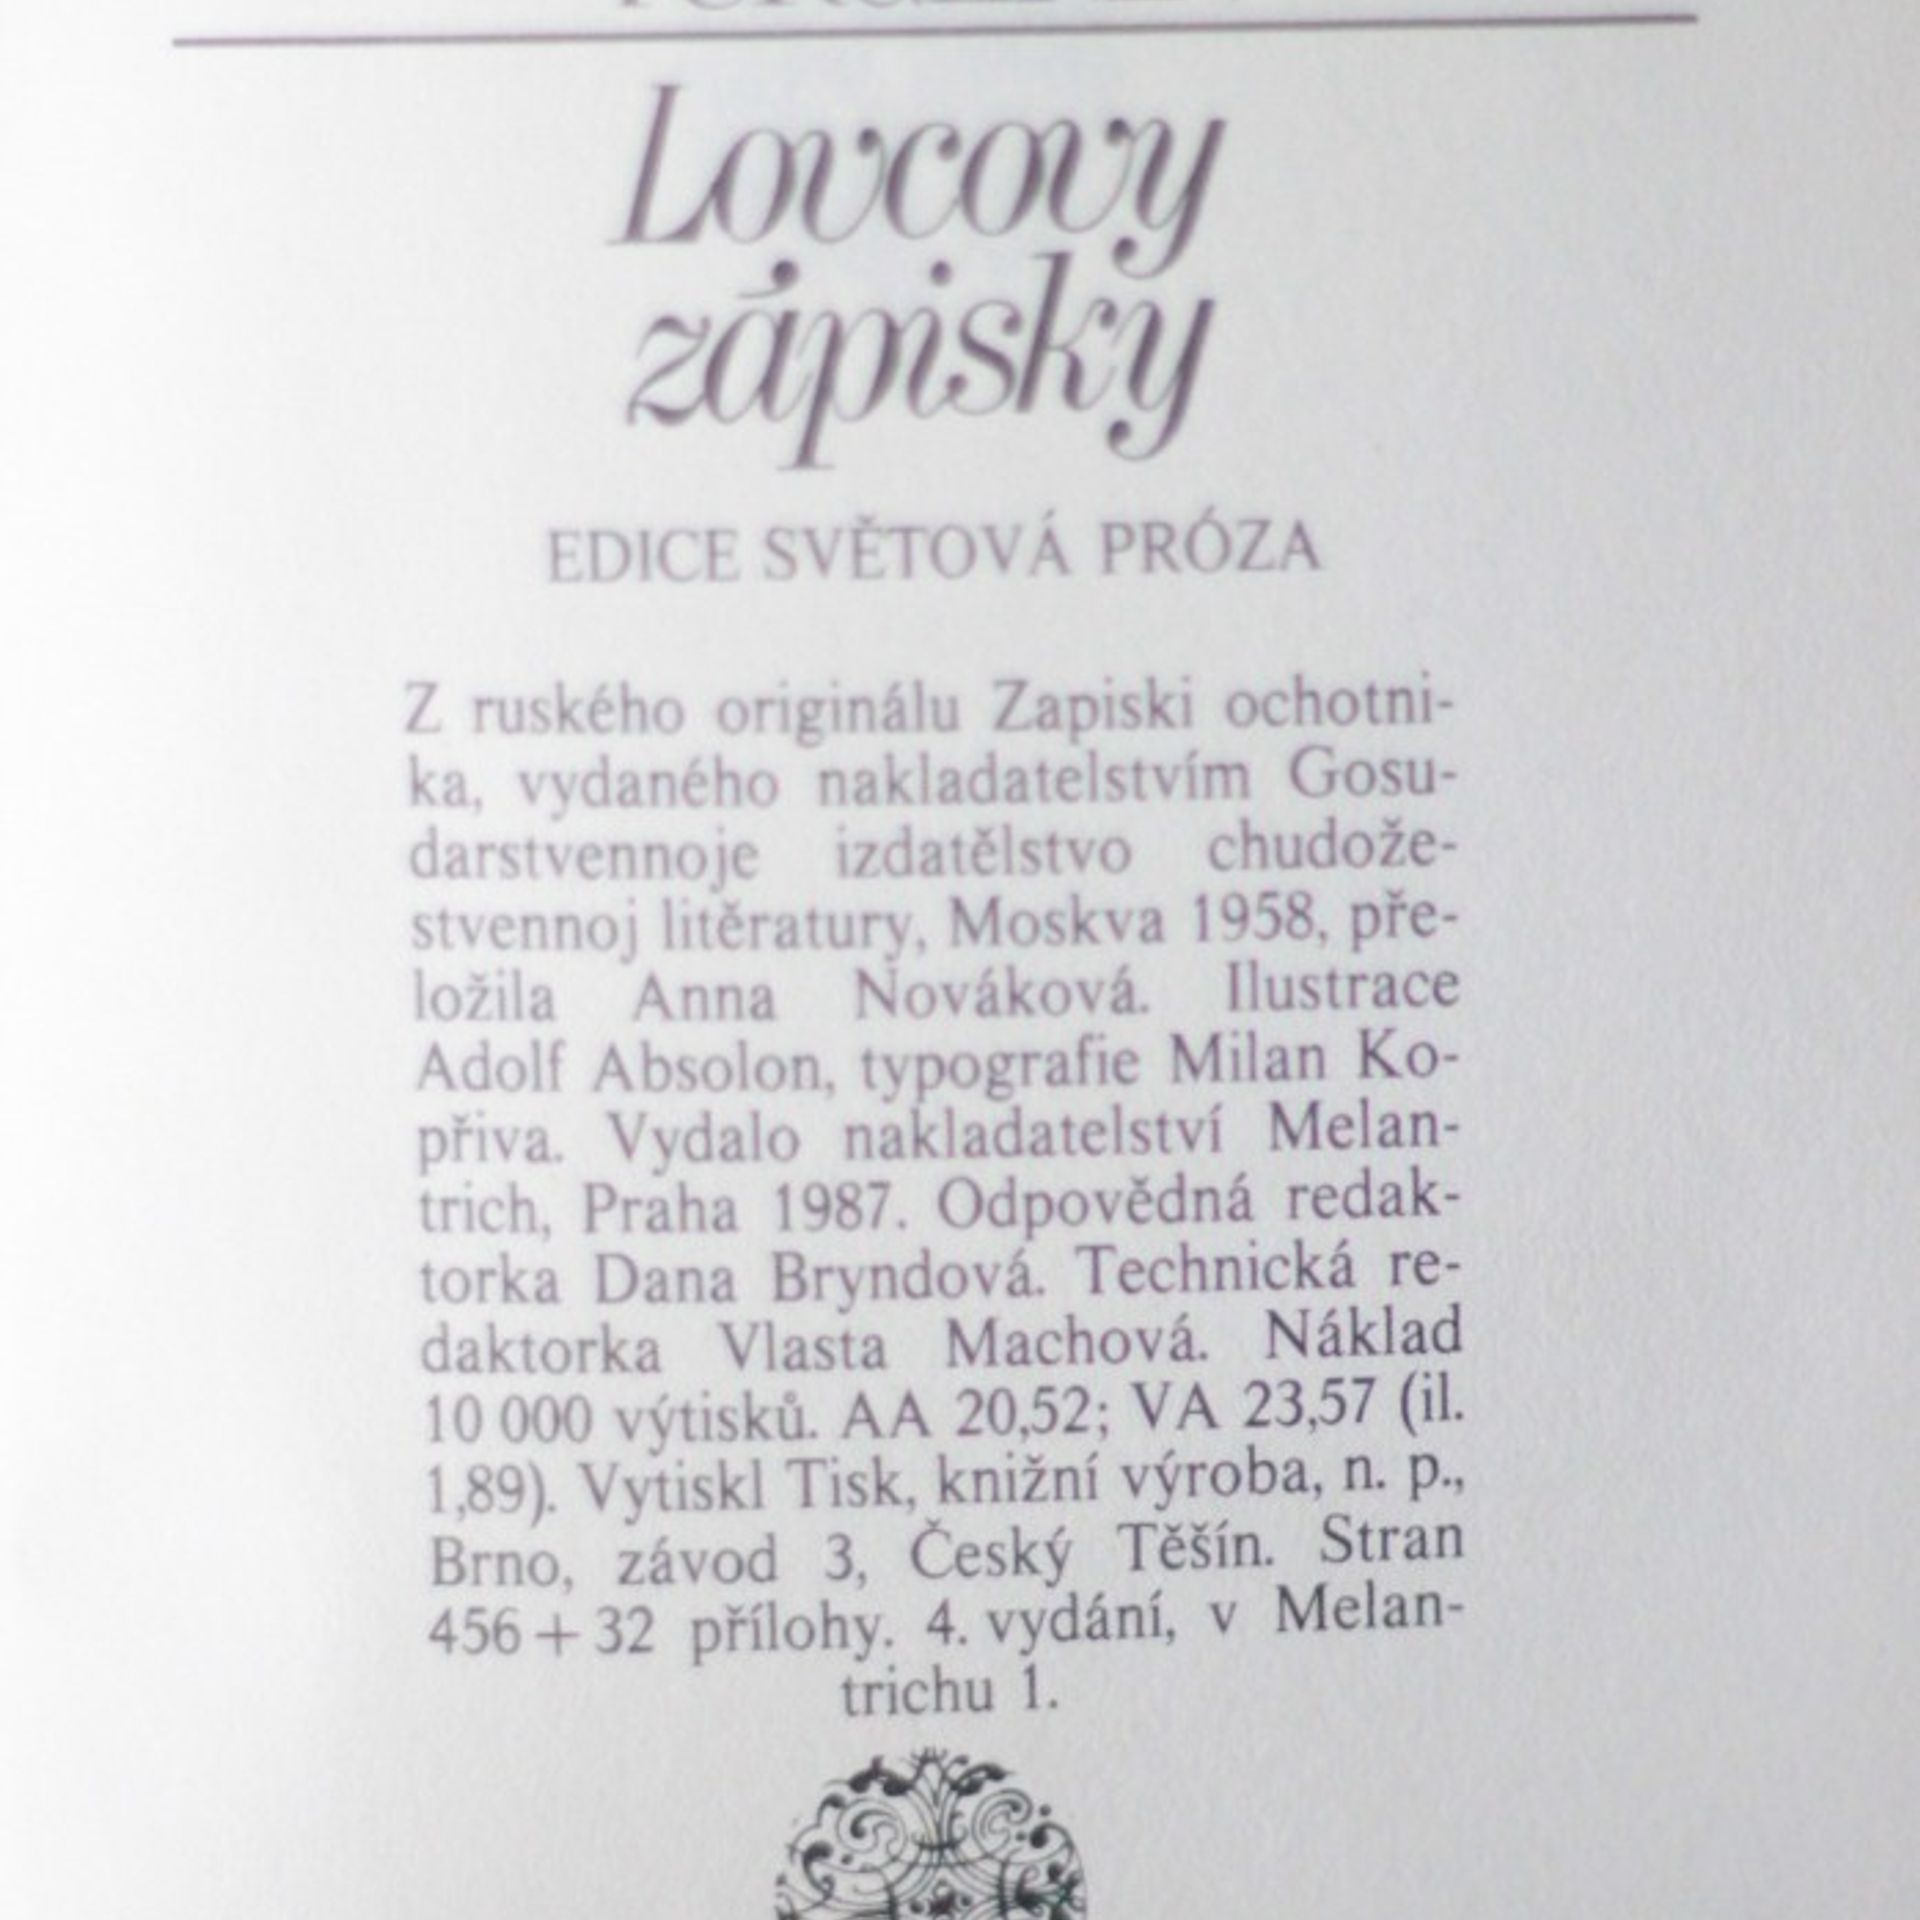 Lovcovy
zápisky
EDICE SVĚTOVÁ PRÓZA
Z ruského originálu Zapiski ochotni-
ka, vydaného nakladatelstvím Gosu-
darstvennoje izdatělstvo chudože-
stvennoj litěratury, Moskva 1958, pře-
ložila Anna Nováková. Ilustrace
Adolf Absolon, typografie Milan Ko-
přiva. Vydalo nakladatelství Melan-
trich, Praha 1987. Odpovědná redak-
torka Dana Bryndová. Technická re-
daktorka Vlasta Machová. Náklad
10 000 výtisků. AA 20,52; VA 23,57 (il.
1,89). Vytiskl Tisk, knižní výroba, n. p.,
Brno, závod 3, Český Těšín. Stran
456 + 32 přílohy. 4. vydání, v Melan-
trichu 1.